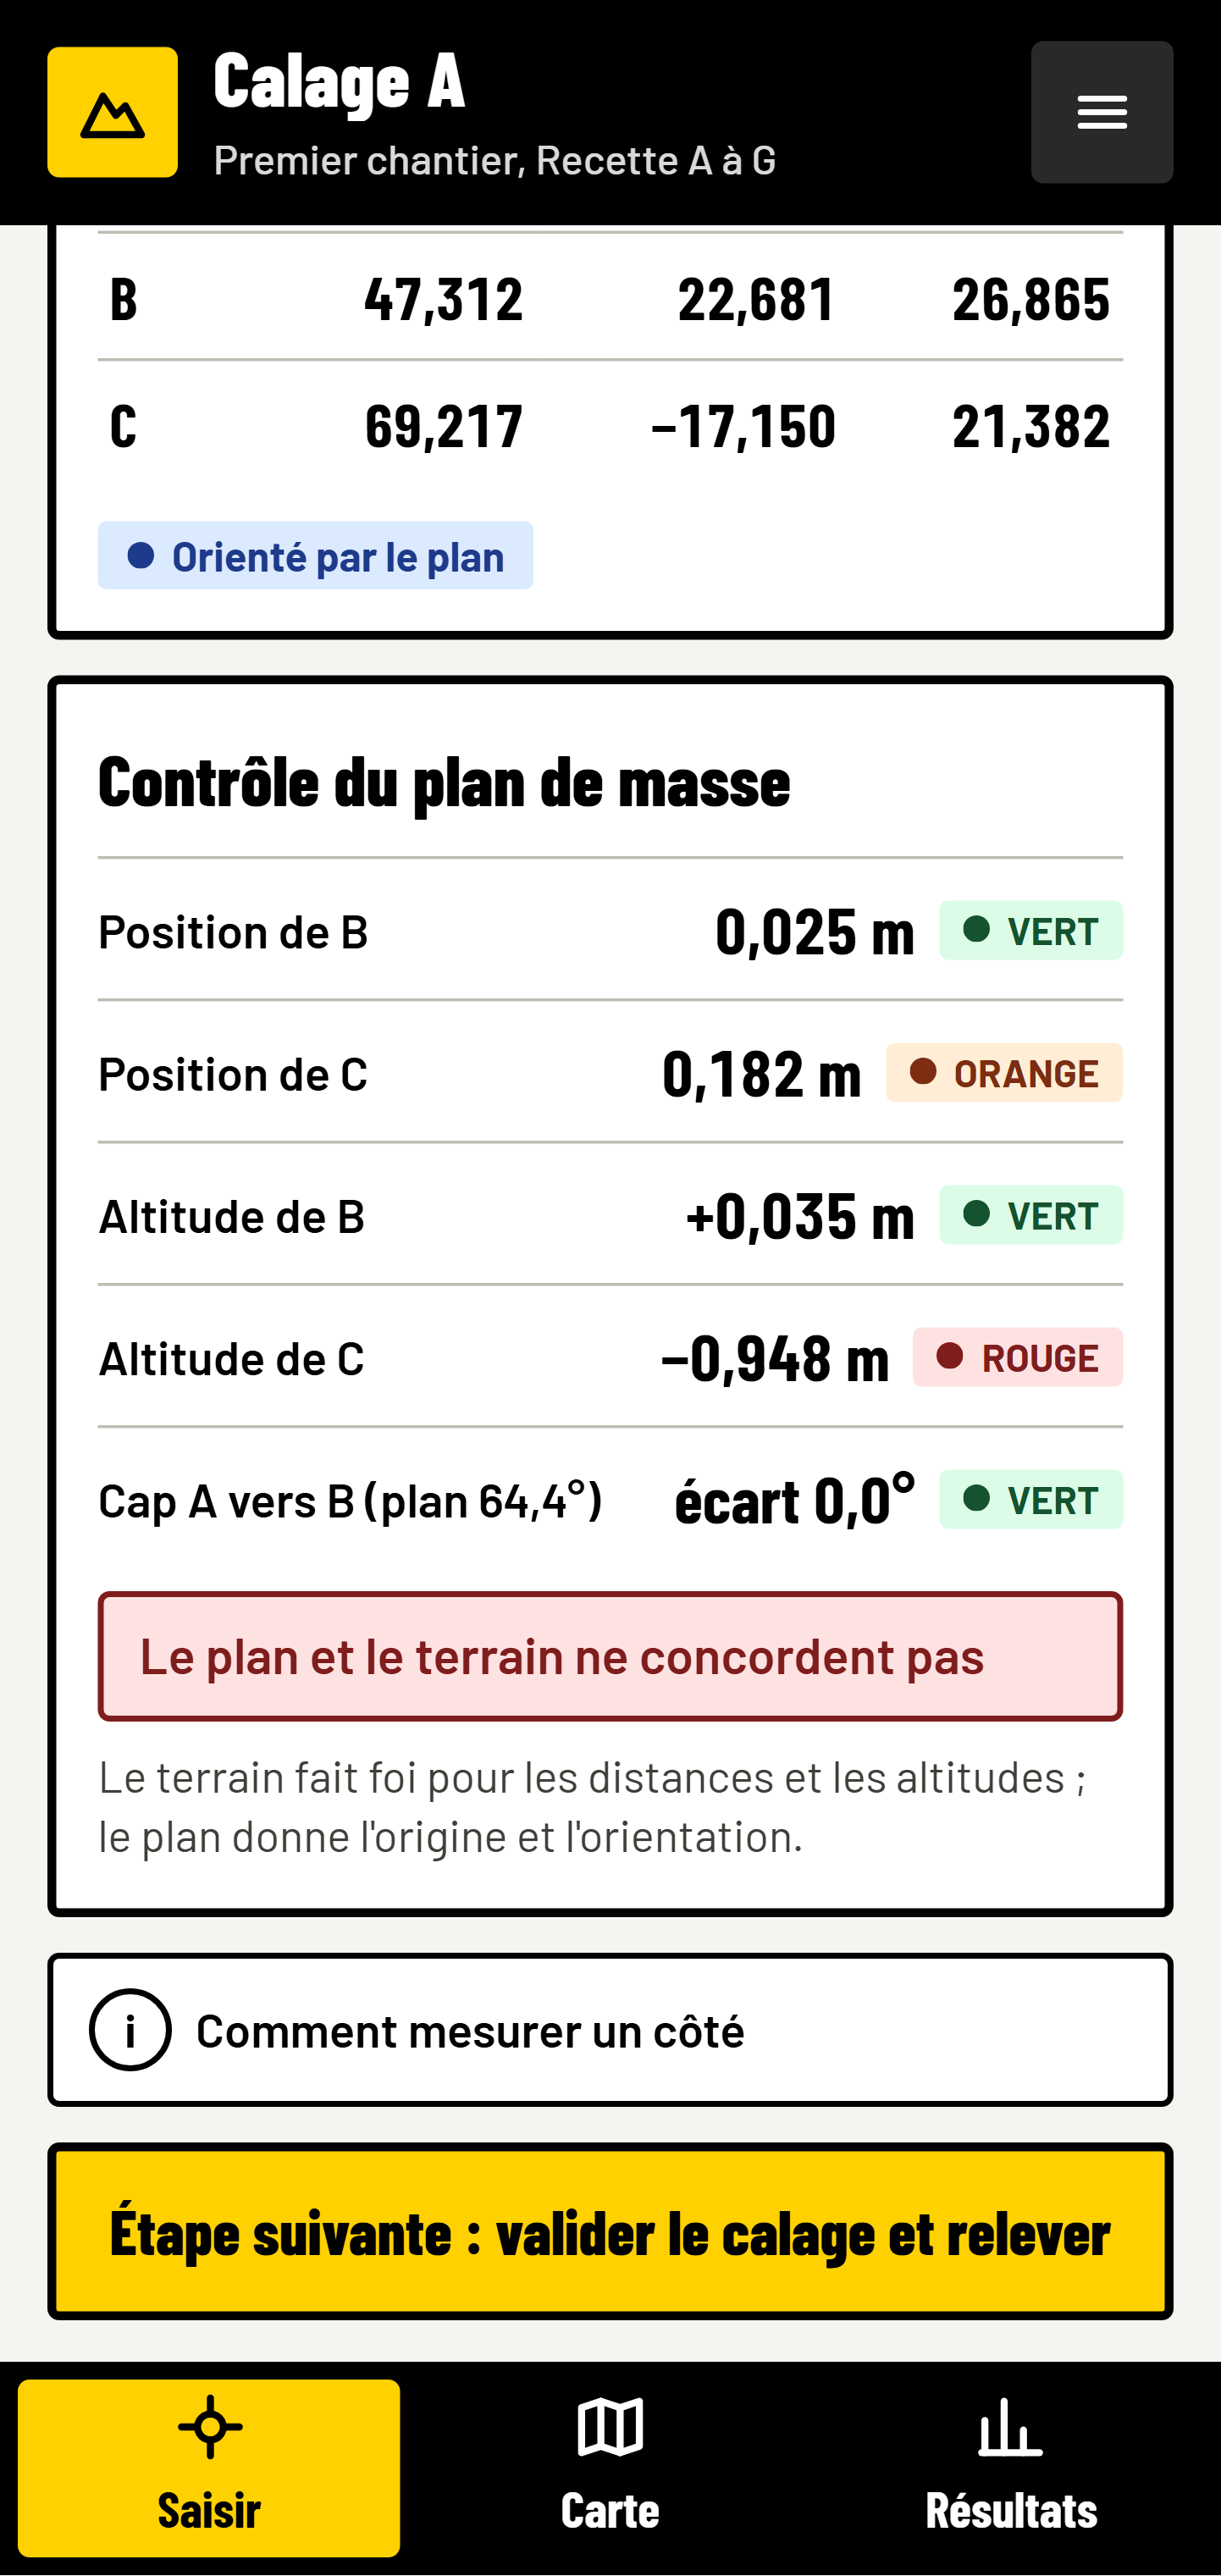 Calage A
Premier chantier, Recette A à G
B 47,312 22,681 26,865
C 69,217 −17,150 21,382
Orienté par le plan
Contrôle du plan de masse
Position de B 0,025 m VERT
Position de C 0,182 m ORANGE
Altitude de B +0,035 m VERT
Altitude de C −0,948 m ROUGE
Cap A vers B (plan 64,4°) écart 0,0° VERT
Le plan et le terrain ne concordent pas
Le terrain fait foi pour les distances et les altitudes ;
le plan donne l'origine et l'orientation.
i Comment mesurer un côté
Étape suivante : valider le calage et relever
Saisir Carte Résultats